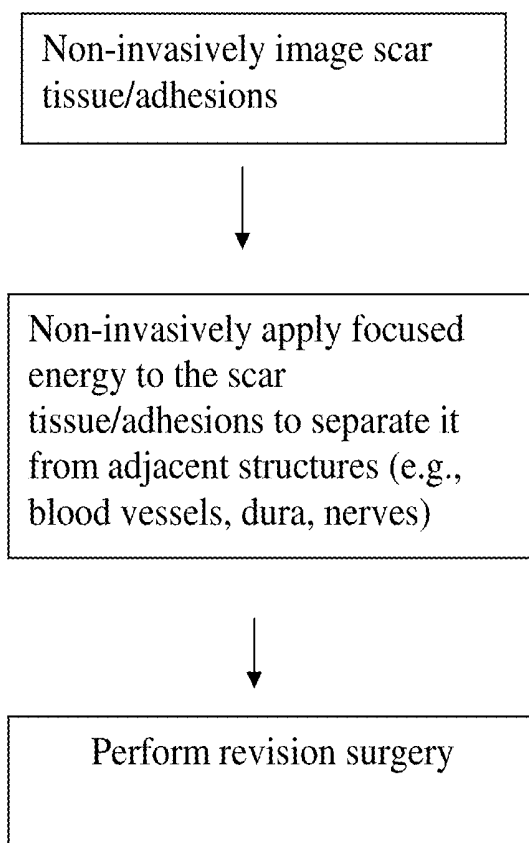 Non-invasively image scar
tissue/adhesions
Non-invasively apply focused
energy to the scar
tissue/adhesions to separate it
from adjacent structures (e.g.,
blood vessels, dura, nerves)
Perform revision surgery